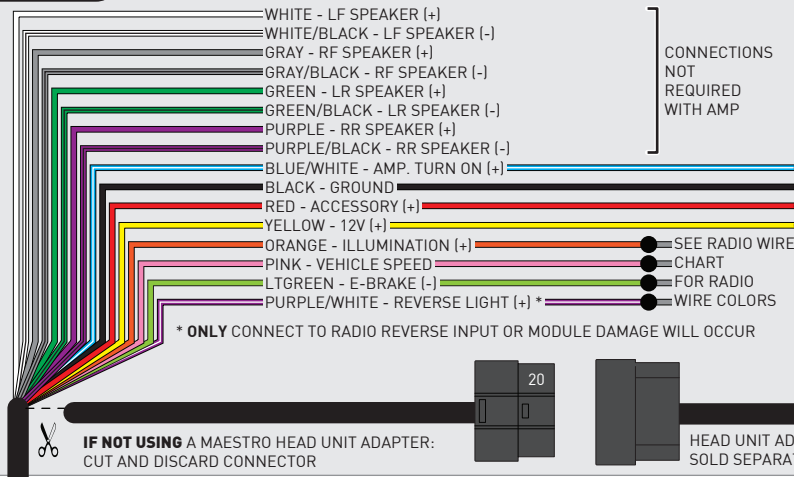 WHITE - LF SPEAKER (+)
WHITE/BLACK - LF SPEAKER (-)
GRAY - RF SPEAKER (+)
GRAY/BLACK - RF SPEAKER (-)
GREEN - LR SPEAKER (+)
GREEN/BLACK - LR SPEAKER (-)
PURPLE - RR SPEAKER (+)
PURPLE/BLACK - RR SPEAKER (-)
CONNECTIONS
NOT
REQUIRED
WITH AMP
BLUE/WHITE - AMP. TURN ON (+)
BLACK - GROUND
RED - ACCESSORY (+)
YELLOW - 12V (+)
ORANGE - ILLUMINATION (+)
PINK - VEHICLE SPEED
LTGREEN - E-BRAKE (-)
PURPLE/WHITE - REVERSE LIGHT (+) *
SEE RADIO WIRE
CHART
FOR RADIO
WIRE COLORS
* ONLY CONNECT TO RADIO REVERSE INPUT OR MODULE DAMAGE WILL OCCUR
20
IF NOT USING A MAESTRO HEAD UNIT ADAPTER:
CUT AND DISCARD CONNECTOR
HEAD UNIT AD
SOLD SEPARAT